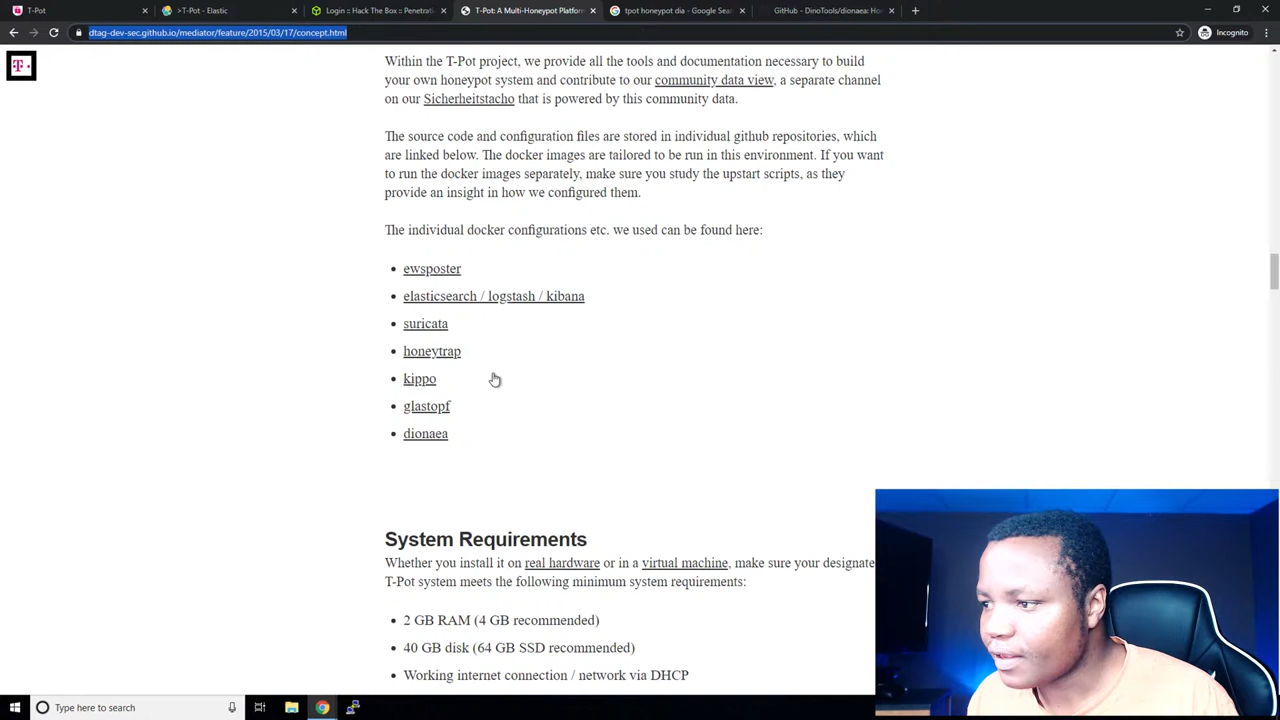 T-Pot
>T-Pot - Elastic
Login :: Hack The Box :: Penetrati
T-Pot: A Multi-Honeypot Platform
tpot honeypot dia - Google Sear
GitHub - DinoTools/dionaea: Hom
dtag-dev-sec.github.io/mediator/feature/2015/03/17/concept.html
Incognito
T
Within the T-Pot project, we provide all the tools and documentation necessary to build
your own honeypot system and contribute to our community data view, a separate channel
on our Sicherheitstacho that is powered by this community data.
The source code and configuration files are stored in individual github repositories, which
are linked below. The docker images are tailored to be run in this environment. If you want
to run the docker images separately, make sure you study the upstart scripts, as they
provide an insight in how we configured them.
The individual docker configurations etc. we used can be found here:
ewsposter
elasticsearch / logstash / kibana
suricata
honeytrap
kippo
glastopf
dionaea
System Requirements
Whether you install it on real hardware or in a virtual machine, make sure your designate
T-Pot system meets the following minimum system requirements:
2 GB RAM (4 GB recommended)
40 GB disk (64 GB SSD recommended)
Working internet connection / network via DHCP
Type here to search